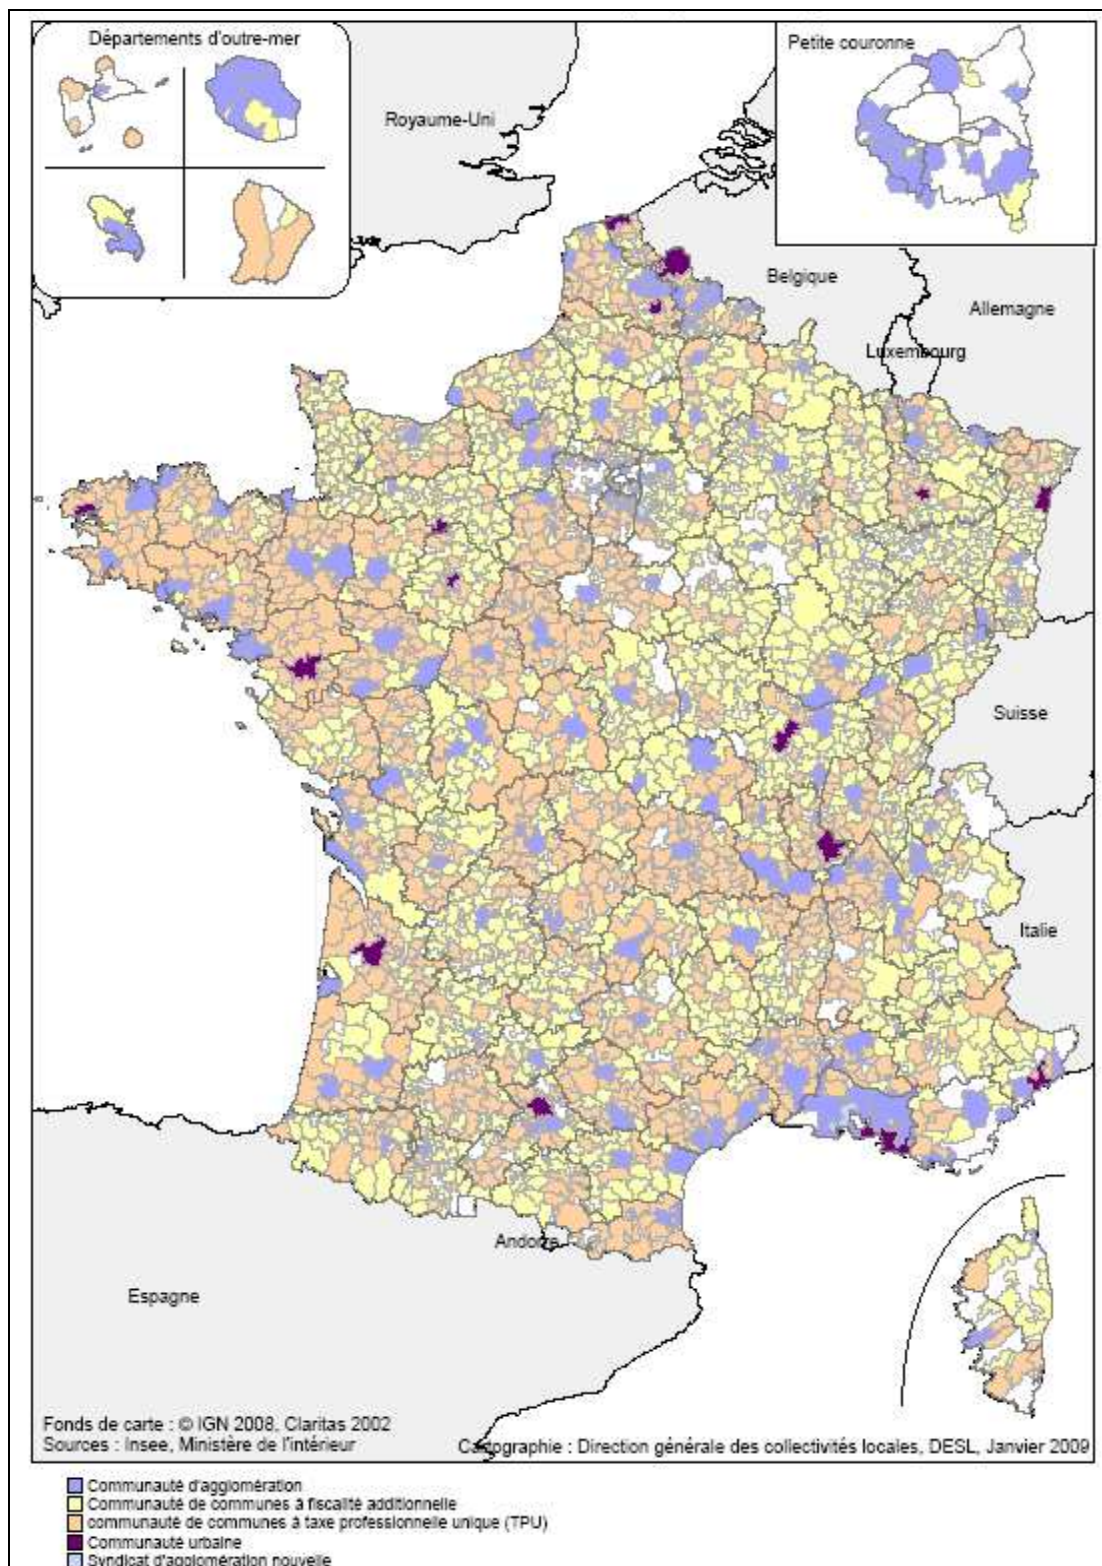 Départements d'outre-mer
Petite couronne
Royaume-Uni
Belgique
Allemagne
Luxembourg
Suisse
Italie
Andorre
Espagne
Fonds de carte : © IGN 2008, Claritas 2002
Sources : Insee, Ministère de l'intérieur
Cartographie : Direction générale des collectivités locales, DESL, Janvier 2009
Communauté d'agglomération
Communauté de communes à fiscalité additionnelle
communauté de communes à taxe professionnelle unique (TPU)
Communauté urbaine
Syndicat d'agglomération nouvelle